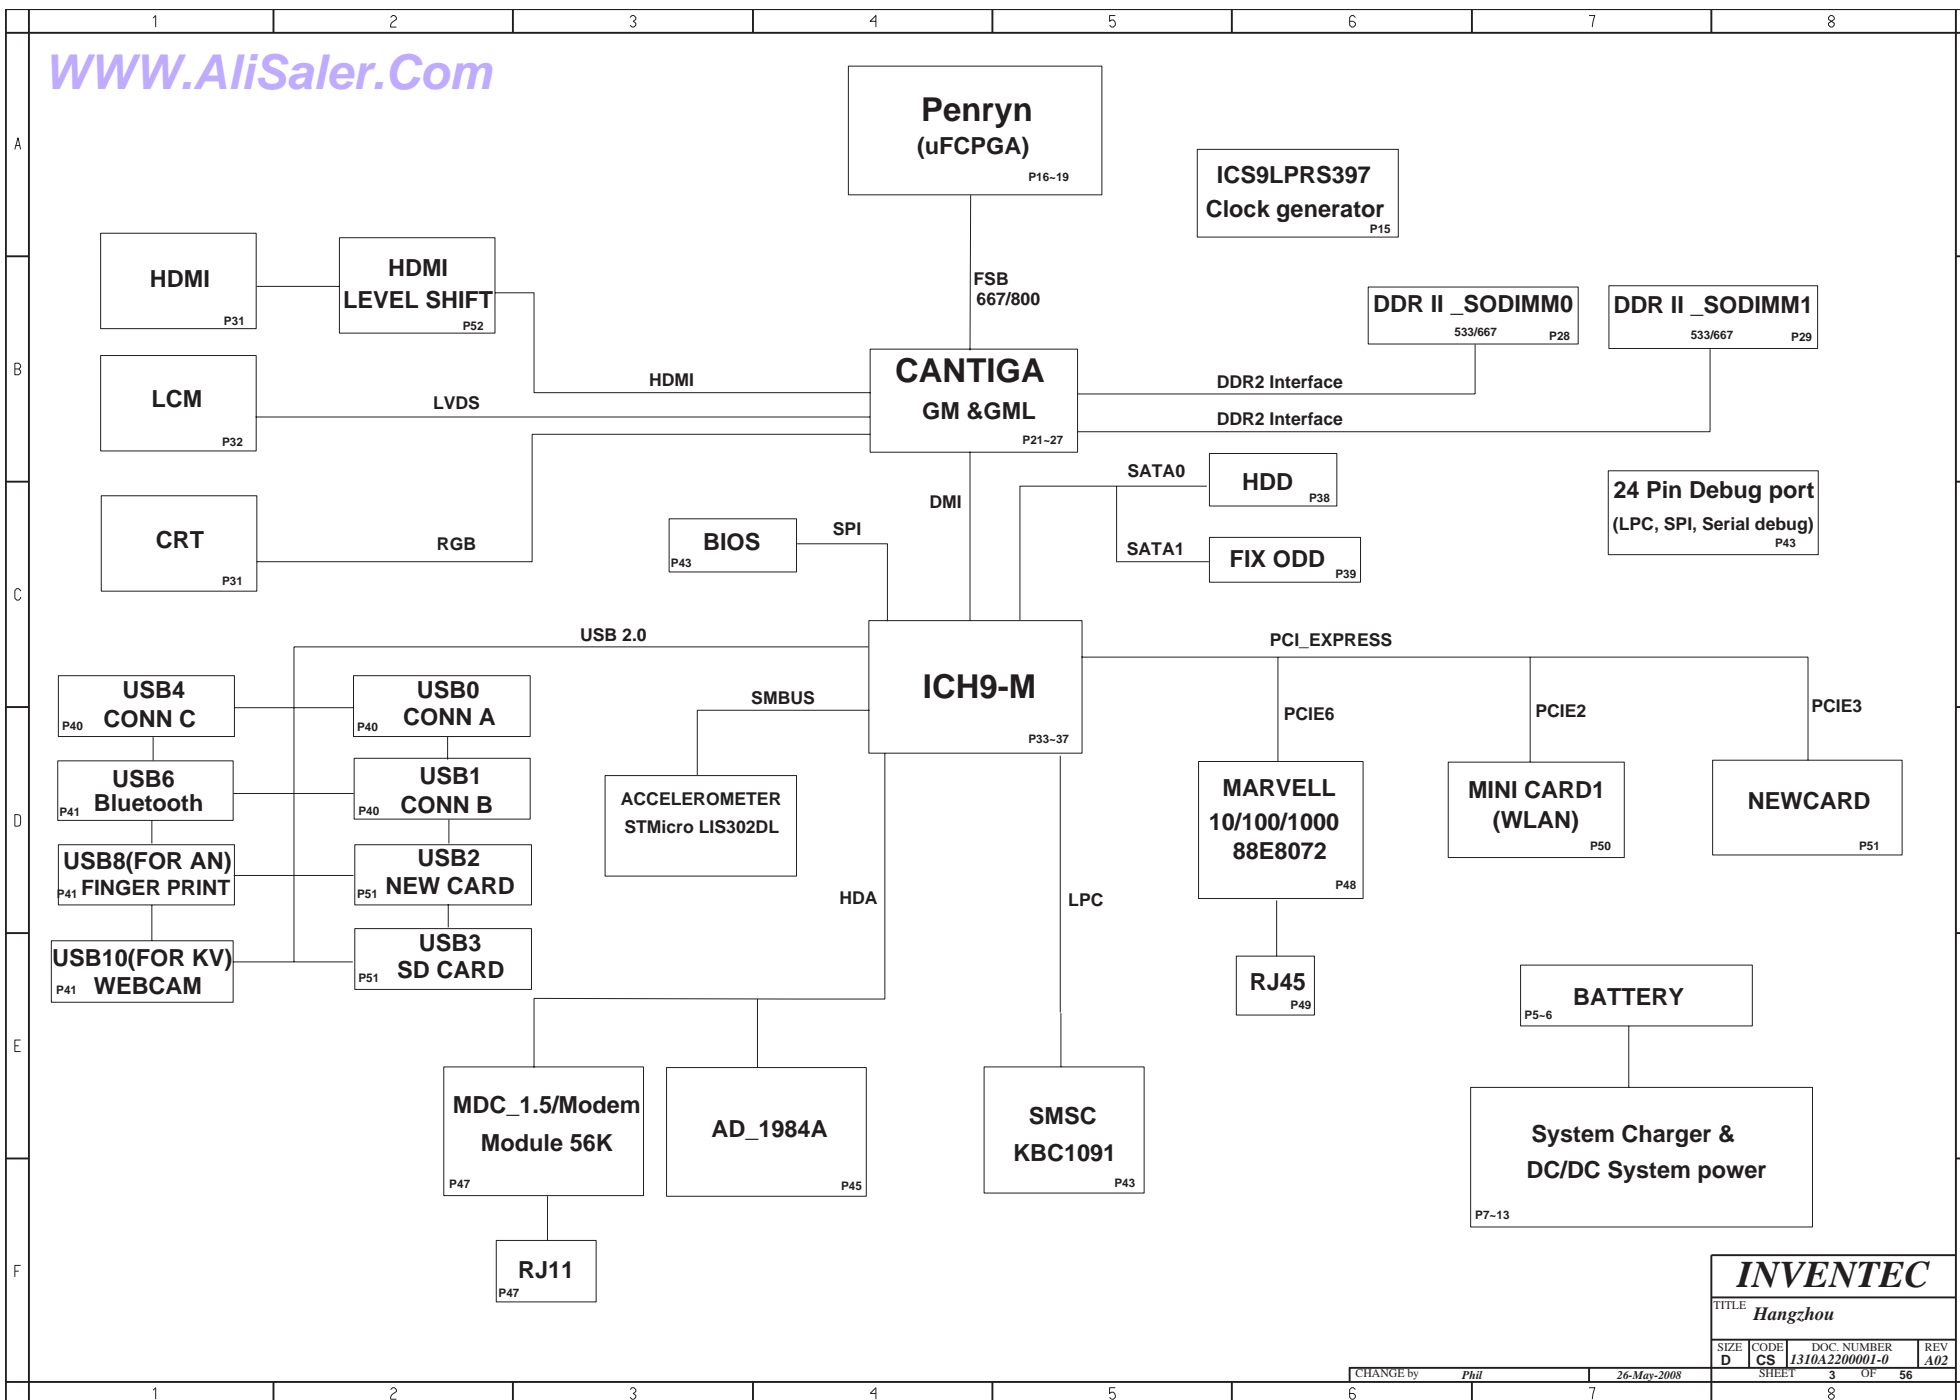 1 2 3 4 5 6 7 8
WWW.AliSaler.Com
A
B
C
D
E
F
Penryn
(uFCPGA)
P16~19
ICS9LPRS397
Clock generator
P15
HDMI
P31
HDMI
LEVEL SHIFT
P52
FSB
667/800
DDR II _SODIMM0
533/667 P28
DDR II _SODIMM1
533/667 P29
LCM
P32
HDMI
LVDS
CANTIGA
GM &GML
P21~27
DDR2 Interface
DDR2 Interface
CRT
P31
RGB
BIOS
P43
SPI
DMI
SATA0
HDD
P38
SATA1
FIX ODD
P39
24 Pin Debug port
(LPC, SPI, Serial debug)
P43
USB 2.0
ICH9-M
P33~37
PCI_EXPRESS
USB4
CONN C
P40
USB0
CONN A
P40
SMBUS
PCIE6
PCIE2
PCIE3
USB6
Bluetooth
P41
USB1
CONN B
P40
ACCELEROMETER
STMicro LIS302DL
MARVELL
10/100/1000
88E8072
P48
MINI CARD1
(WLAN)
P50
NEWCARD
P51
USB8(FOR AN)
P41 FINGER PRINT
USB2
P51 NEW CARD
HDA
LPC
USB10(FOR KV)
P41 WEBCAM
USB3
P51 SD CARD
RJ45
P49
BATTERY
P5~6
MDC_1.5/Modem
Module 56K
P47
AD_1984A
P45
SMSC
KBC1091
P43
System Charger &
DC/DC System power
P7~13
RJ11
P47
INVENTEC
TITLE Hangzhou
SIZE CODE DOC. NUMBER REV
D CS 1310A2200001-0 A02
CHANGE by Phil 26-May-2008 SHEET 3 OF 56
1 2 3 4 5 6 7 8